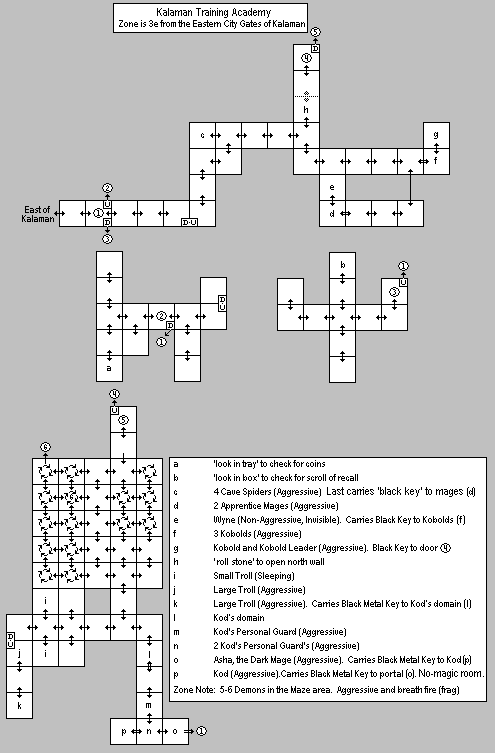 Kalaman Training Academy
Zone is 3e from the Eastern City Gates of Kalaman
5
D
4
h
c
g
f
e
d
2
U
1
D
3
D-U
East of
Kalaman
b
1
U
3
D
U
2
D
1
a
4
U
5
6
i
D
U
j
i
l
k
m
p
n
o
1
a 'look in tray' to check for coins
b 'look in box' to check for scroll of recall
c 4 Cave Spiders (Aggressive) Last carries 'black key' to mages (d)
d 2 Apprentice Mages (Aggressive)
e Wyne (Non-Aggressive, Invisible). Carries Black Key to Kobolds (f)
f 3 Kobolds (Aggressive)
g Kobold and Kobold Leader (Aggressive). Black Key to door 4
h 'roll stone' to open north wall
i Small Troll (Sleeping)
j Large Troll (Aggressive)
k Large Troll (Aggressive). Carries Black Metal Key to Kod's domain (l)
l Kod's domain
m Kod's Personal Guard (Aggressive)
n 2 Kod's Personal Guard's (Aggressive)
o Asha, the Dark Mage (Aggressive). Carries Black Metal Key to Kod(p)
p Kod (Aggressive).Carries Black Metal Key to portal (o). No-magic room.
Zone Note: 5-6 Demons in the Maze area. Aggressive and breath fire (frag)